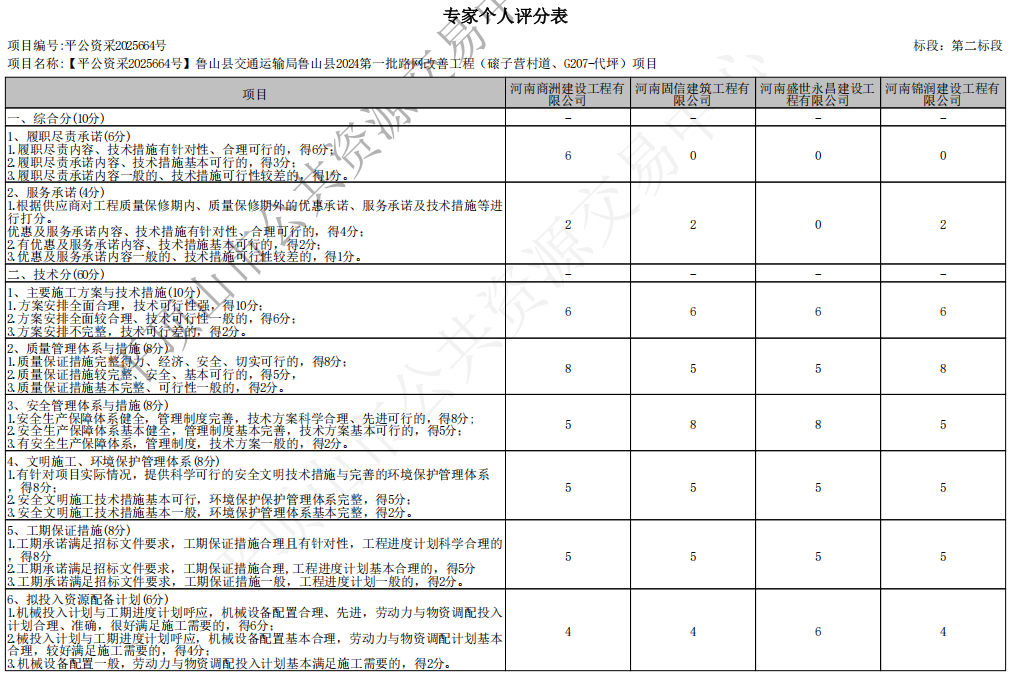 专家个人评分表
项目编号:平公资采2025664号
标段：第二标段
项目名称:【平公资采2025664号】鲁山县交通运输局鲁山县2024第一批路网改善工程（磙子营村道、G207-代坪）项目
项目
河南商洲建设工程有限公司
河南固信建筑工程有限公司
河南盛世永昌建设工程有限公司
河南锦润建设工程有限公司
一、综合分(10分) - - - -
1、履职尽责承诺(6分)
1.履职尽责内容、技术措施有针对性、合理可行的，得6分；
2.履职尽责承诺内容、技术措施基本可行的，得3分；
3.履职尽责承诺内容一般的、技术措施可行性较差的，得1分。
6 0 0 0
2、服务承诺(4分)
1.根据供应商对工程质量保修期内、质量保修期外的优惠承诺、服务承诺及技术措施等进
行打分。
优惠及服务承诺内容、技术措施有针对性、合理可行的，得4分；
2.有优惠及服务承诺内容、技术措施基本可行的，得2分；
3.优惠及服务承诺内容一般的、技术措施可行性较差的，得1分。
2 2 0 2
二、技术分(60分) - - - -
1、主要施工方案与技术措施(10分)
1.方案安排全面合理，技术可行性强，得10分；
2.方案安排全面较合理、技术可行性一般的，得6分；
3.方案安排不完整，技术可行差的，得2分。
6 6 6 6
2、质量管理体系与措施(8分)
1.质量保证措施完整得力、经济、安全、切实可行的，得8分；
2.质量保证措施较完整、安全、基本可行的，得5分，
3.质量保证措施基本完整、可行性一般的，得2分。
8 5 5 8
3、安全管理体系与措施(8分)
1.安全生产保障体系健全，管理制度完善，技术方案科学合理、先进可行的，得8分；
2.安全生产保障体系基本健全，管理制度基本完善，技术方案基本可行的，得5分；
3.有安全生产保障体系，管理制度，技术方案一般的，得2分。
5 8 8 5
4、文明施工、环境保护管理体系(8分)
1.有针对项目实际情况，提供科学可行的安全文明技术措施与完善的环境保护管理体系
，得8分；
2.安全文明施工技术措施基本可行，环境保护保护管理体系完整，得5分；
3.安全文明施工技术措施基本一般，环境保护管理体系基本完整，得2分。
5 5 5 5
5、工期保证措施(8分)
1.工期承诺满足招标文件要求，工期保证措施合理且有针对性，工程进度计划科学合理的
，得8分
2.工期承诺满足招标文件要求，工期保证措施合理,工程进度计划基本合理的，得5分
3.工期承诺满足招标文件要求，工期保证措施一般，工程进度计划一般的，得2分。
5 5 5 5
6、拟投入资源配备计划(6分)
1.机械投入计划与工期进度计划呼应，机械设备配置合理、先进，劳动力与物资调配投入
计划合理、准确，很好满足施工需要的，得6分；
2.械投入计划与工期进度计划呼应，机械设备配置基本合理，劳动力与物资调配计划基本
合理，较好满足施工需要的，得4分；
3.机械设备配置一般，劳动力与物资调配投入计划基本满足施工需要的，得2分。
4 4 6 4
平顶山市公共资源交易中心
平顶山市公共资源交易中心